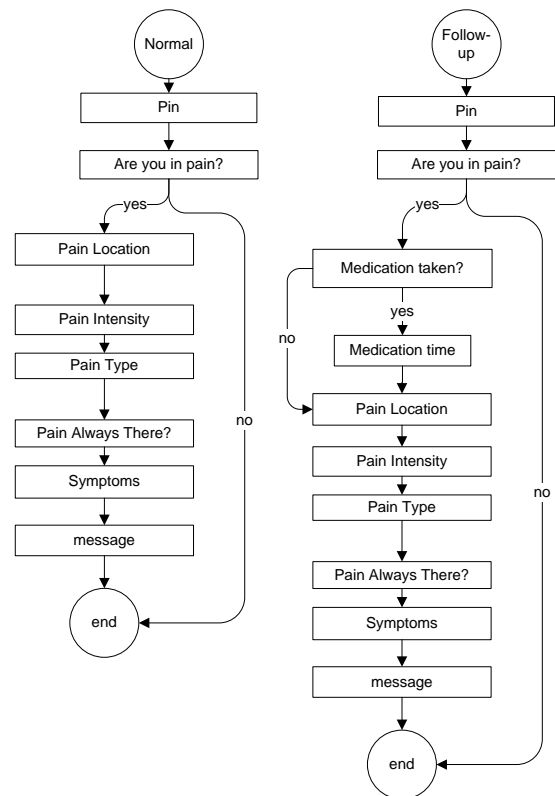 Normal
Pin
Are you in pain?
yes
Pain Location
Pain Intensity
Pain Type
no
Pain Always There?
Symptoms
message
end
Follow-
up
Pin
Are you in pain?
yes
Medication taken?
yes
no
Medication time
Pain Location
Pain Intensity
no
Pain Type
Pain Always There?
Symptoms
message
end